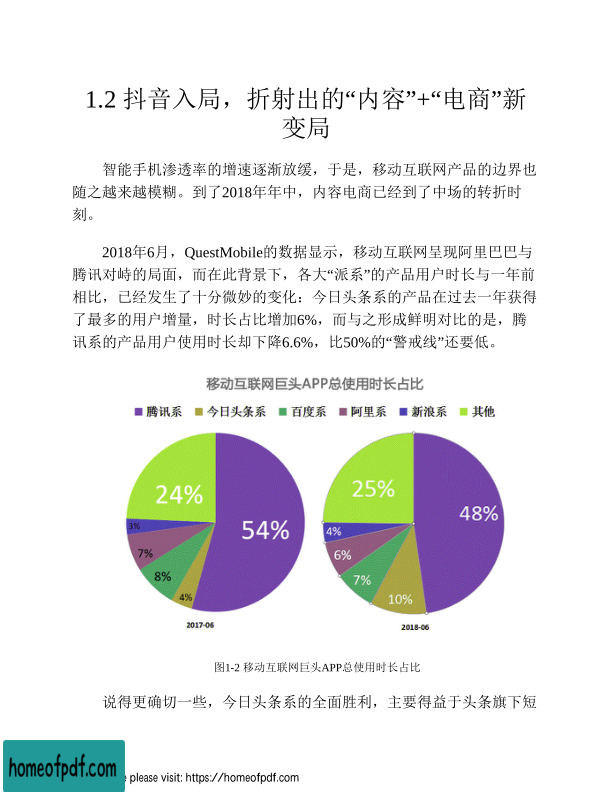 1.2 抖音入局，折射出的“内容”+“电商”新
变局
智能手机渗透率的增速逐渐放缓，于是，移动互联网产品的边界也
随之越来越模糊。到了2018年年中，内容电商已经到了中场的转折时
刻。
2018年6月，QuestMobile的数据显示，移动互联网呈现阿里巴巴与
腾讯对峙的局面，而在此背景下，各大“派系”的产品用户时长与一年前
相比，已经发生了十分微妙的变化：今日头条系的产品在过去一年获得
了最多的用户增量，时长占比增加6%，而与之形成鲜明对比的是，腾
讯系的产品用户使用时长却下降6.6%，比50%的“警戒线”还要低。
移动互联网巨头APP总使用时长占比
腾讯系 今日头条系 百度系 阿里系 新浪系 其他
24% 3% 7% 8% 4% 54%
25% 4% 6% 7% 10% 48%
2017-06 2018-06
图1-2 移动互联网巨头APP总使用时长占比
说得更确切一些，今日头条系的全面胜利，主要得益于头条旗下短
homeofpdf.com
e please visit: https://homeofpdf.com